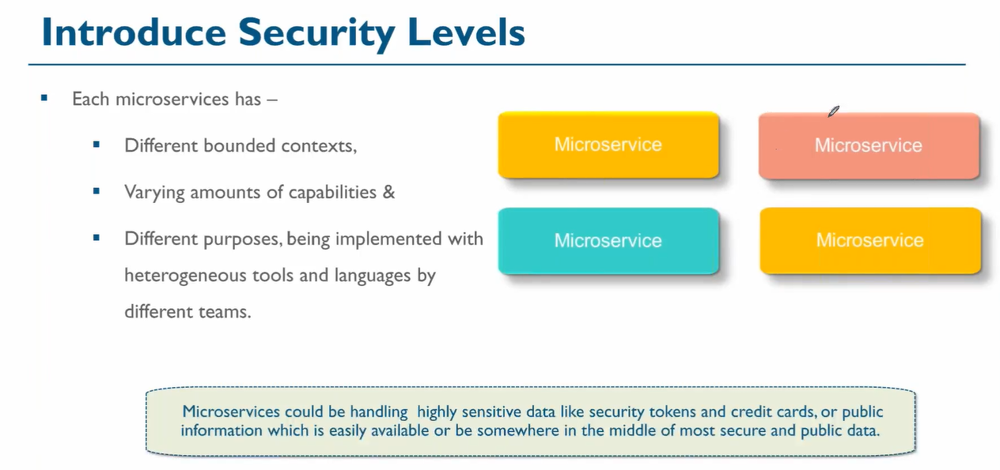 Introduce Security Levels
Each microservices has –
Different bounded contexts,
Varying amounts of capabilities &
Different purposes, being implemented with
heterogeneous tools and languages by
different teams.
Microservice
Microservice
Microservice
Microservice
Microservices could be handling highly sensitive data like security tokens and credit cards, or public
information which is easily available or be somewhere in the middle of most secure and public data.